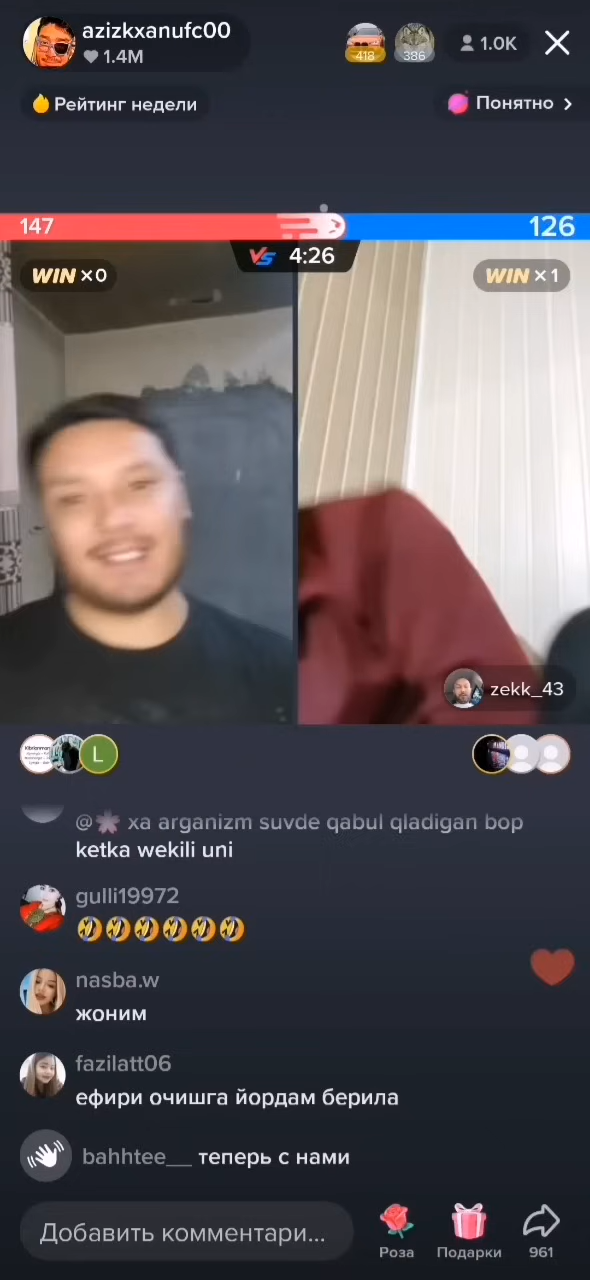 azizkxanufc00
1.4M
418
386
1.0K
Рейтинг недели
Понятно
147
126
VS 4:26
WIN ×0
WIN ×1
zekk_43
L
@🌸 xa arganizm suvde qabul qladigan bop
ketka wekili uni
gulli19972
🤣🤣🤣🤣🤣🤣
nasba.w
жоним
fazilatt06
ефири очишга йордам берила
bahhtee__ теперь с нами
Добавить комментари...
Роза
Подарки
961